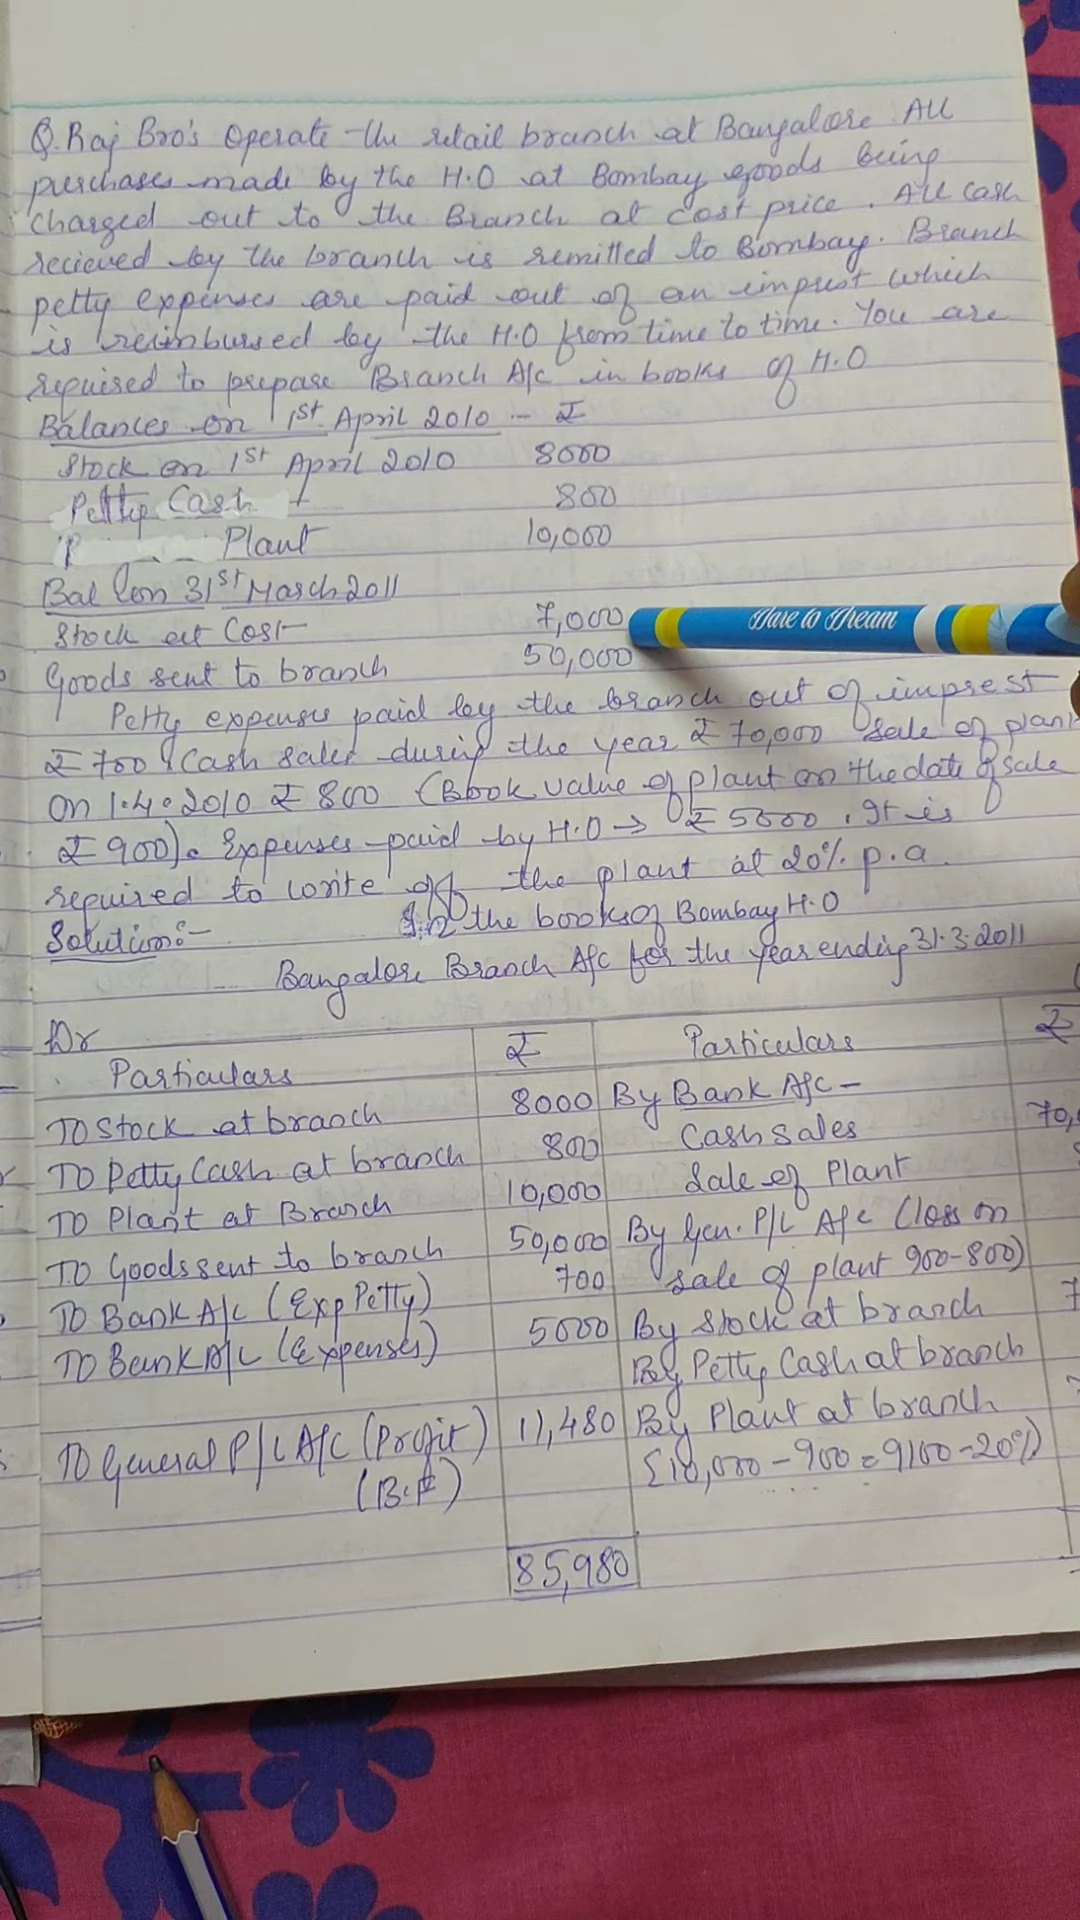 Q. Raj Bro's Operate the retail branch at Bangalore. All
purchases made by the H.O at Bombay goods being
charged out to the Branch at cost price. All cash
recieved by the branch is remitted to Bombay. Branch
petty expenses are paid out of an imprest which
is reimbursed by the H.O from time to time. You are
required to prepare Branch A/c in books of H.O
Balances on 1st April 2010 - ₹
Stock on 1st April 2010 8000
Petty Cash 800
Plant 10,000
Bal on 31st March 2011
Stock at Cost 7,000
Dare to Dream
Goods sent to branch 50,000
Petty expenses paid by the branch out of imprest
₹ 700 Cash sales during the year ₹ 70,000 Sale of plant
on 1.4.2010 ₹ 800 (Book value of plant on the date of sale
₹ 900). Expenses paid by H.O → ₹ 5000. It is
required to write off the plant at 20% p.a.
Solution:- In the books of Bombay H.O
Bangalore Branch A/c for the year ending 31.3.2011
Dr
Particulars ₹ Particulars ₹
TO Stock at branch 8000 By Bank A/c -
TO Petty Cash at branch 800 Cash sales 70,
TO Plant at Branch 10,000 Sale of Plant
TO Goods sent to branch 50,000 By Gen. P/L A/c (loss on
TO Bank A/c (Exp Petty) 700 sale of plant 900-800)
TO Bank A/c (Expenses) 5000 By Stock at branch 7
By Petty Cash at branch
TO General P/L A/c (Profit) 11,480 By Plant at branch 7
(B.F) {10,000 - 900 = 9100 - 20%)
85,980